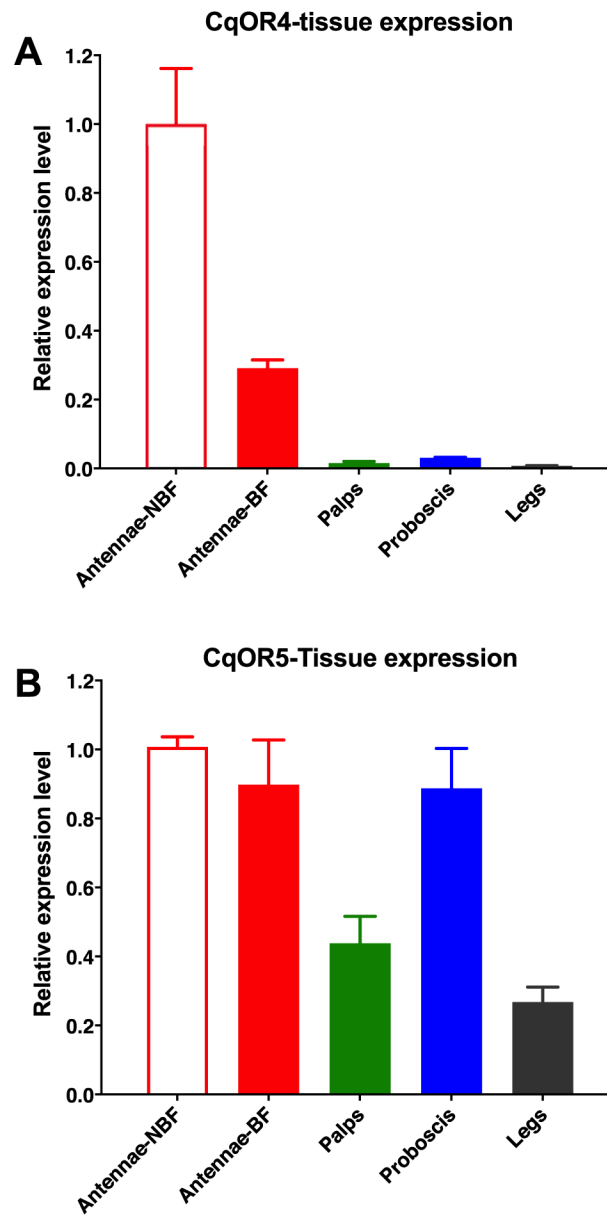 CqOR4-tissue expression
A
Relative expression level
1.2
1.0
0.8
0.6
0.4
0.2
0.0
Antennae-NBF
Antennae-BF
Palps
Proboscis
Legs
CqOR5-Tissue expression
B
Relative expression level
1.2
1.0
0.8
0.6
0.4
0.2
0.0
Antennae-NBF
Antennae-BF
Palps
Proboscis
Legs